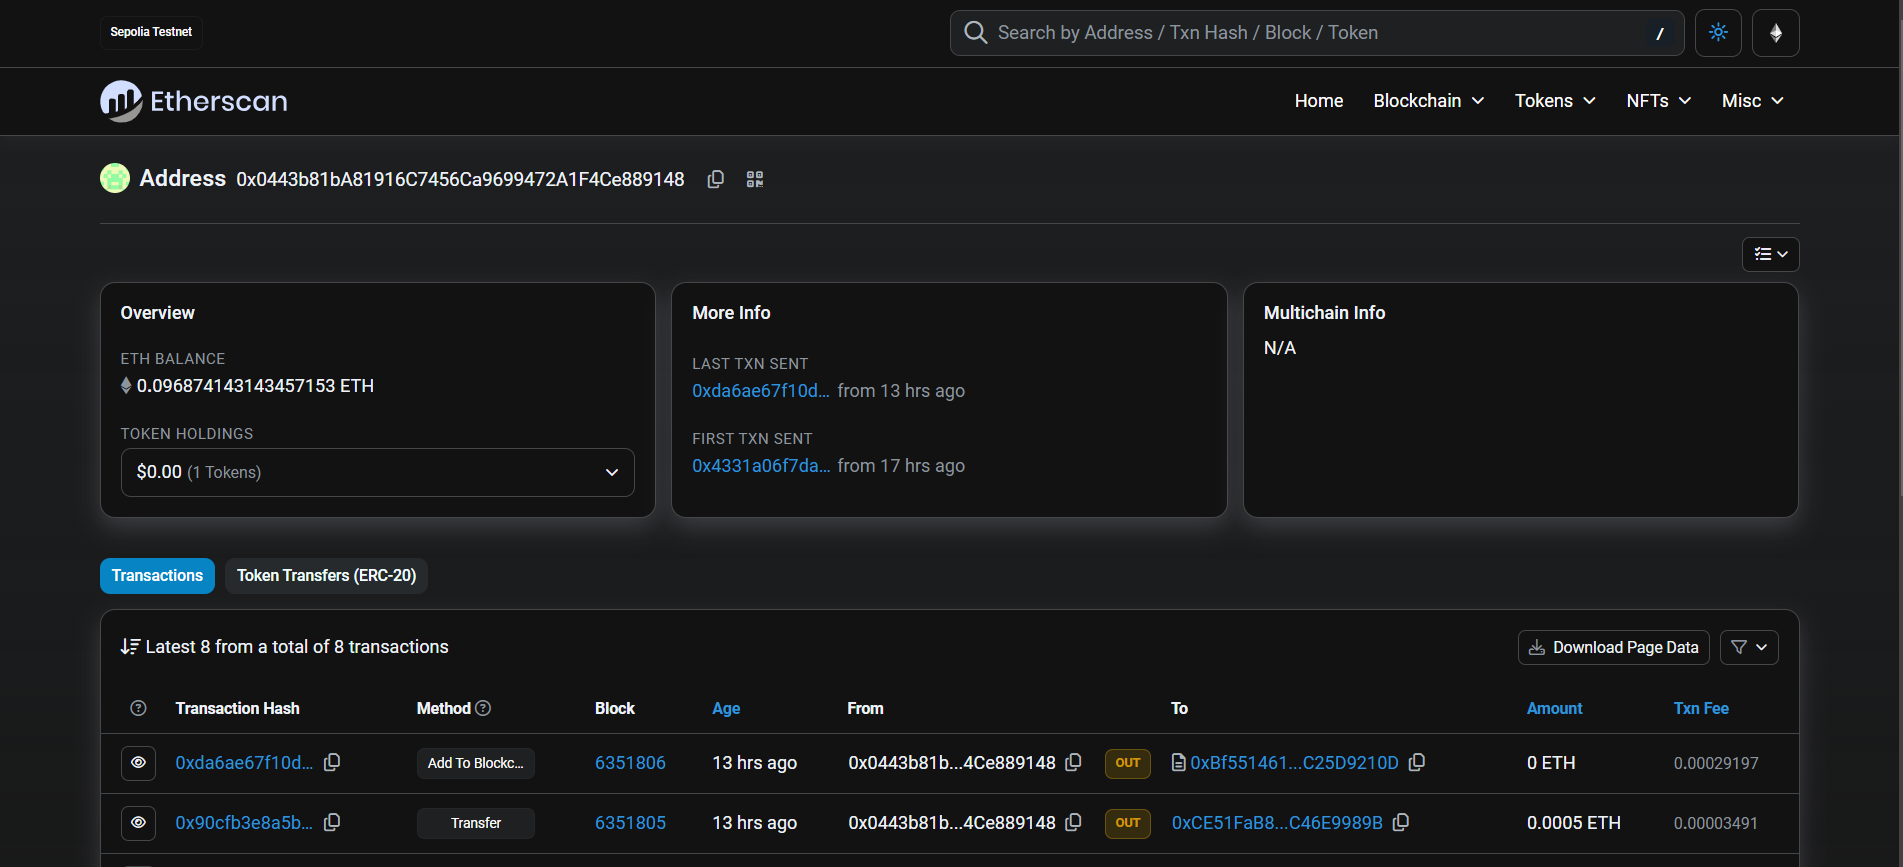 Sepolia Testnet
Search by Address / Txn Hash / Block / Token
/
Etherscan
Home Blockchain Tokens NFTs Misc
Address 0x0443b81bA81916C7456Ca9699472A1F4Ce889148
Overview
ETH BALANCE
0.096874143143457153 ETH
TOKEN HOLDINGS
$0.00 (1 Tokens)
More Info
LAST TXN SENT
0xda6ae67f10d... from 13 hrs ago
FIRST TXN SENT
0x4331a06f7da... from 17 hrs ago
Multichain Info
N/A
Transactions Token Transfers (ERC-20)
Latest 8 from a total of 8 transactions
Download Page Data
Transaction Hash Method Block Age From To Amount Txn Fee
0xda6ae67f10d... Add To Blockc... 6351806 13 hrs ago 0x0443b81b...4Ce889148 OUT 0xBf551461...C25D9210D 0 ETH 0.00029197
0x90cfb3e8a5b... Transfer 6351805 13 hrs ago 0x0443b81b...4Ce889148 OUT 0xCE51FaB8...C46E9989B 0.0005 ETH 0.00003491